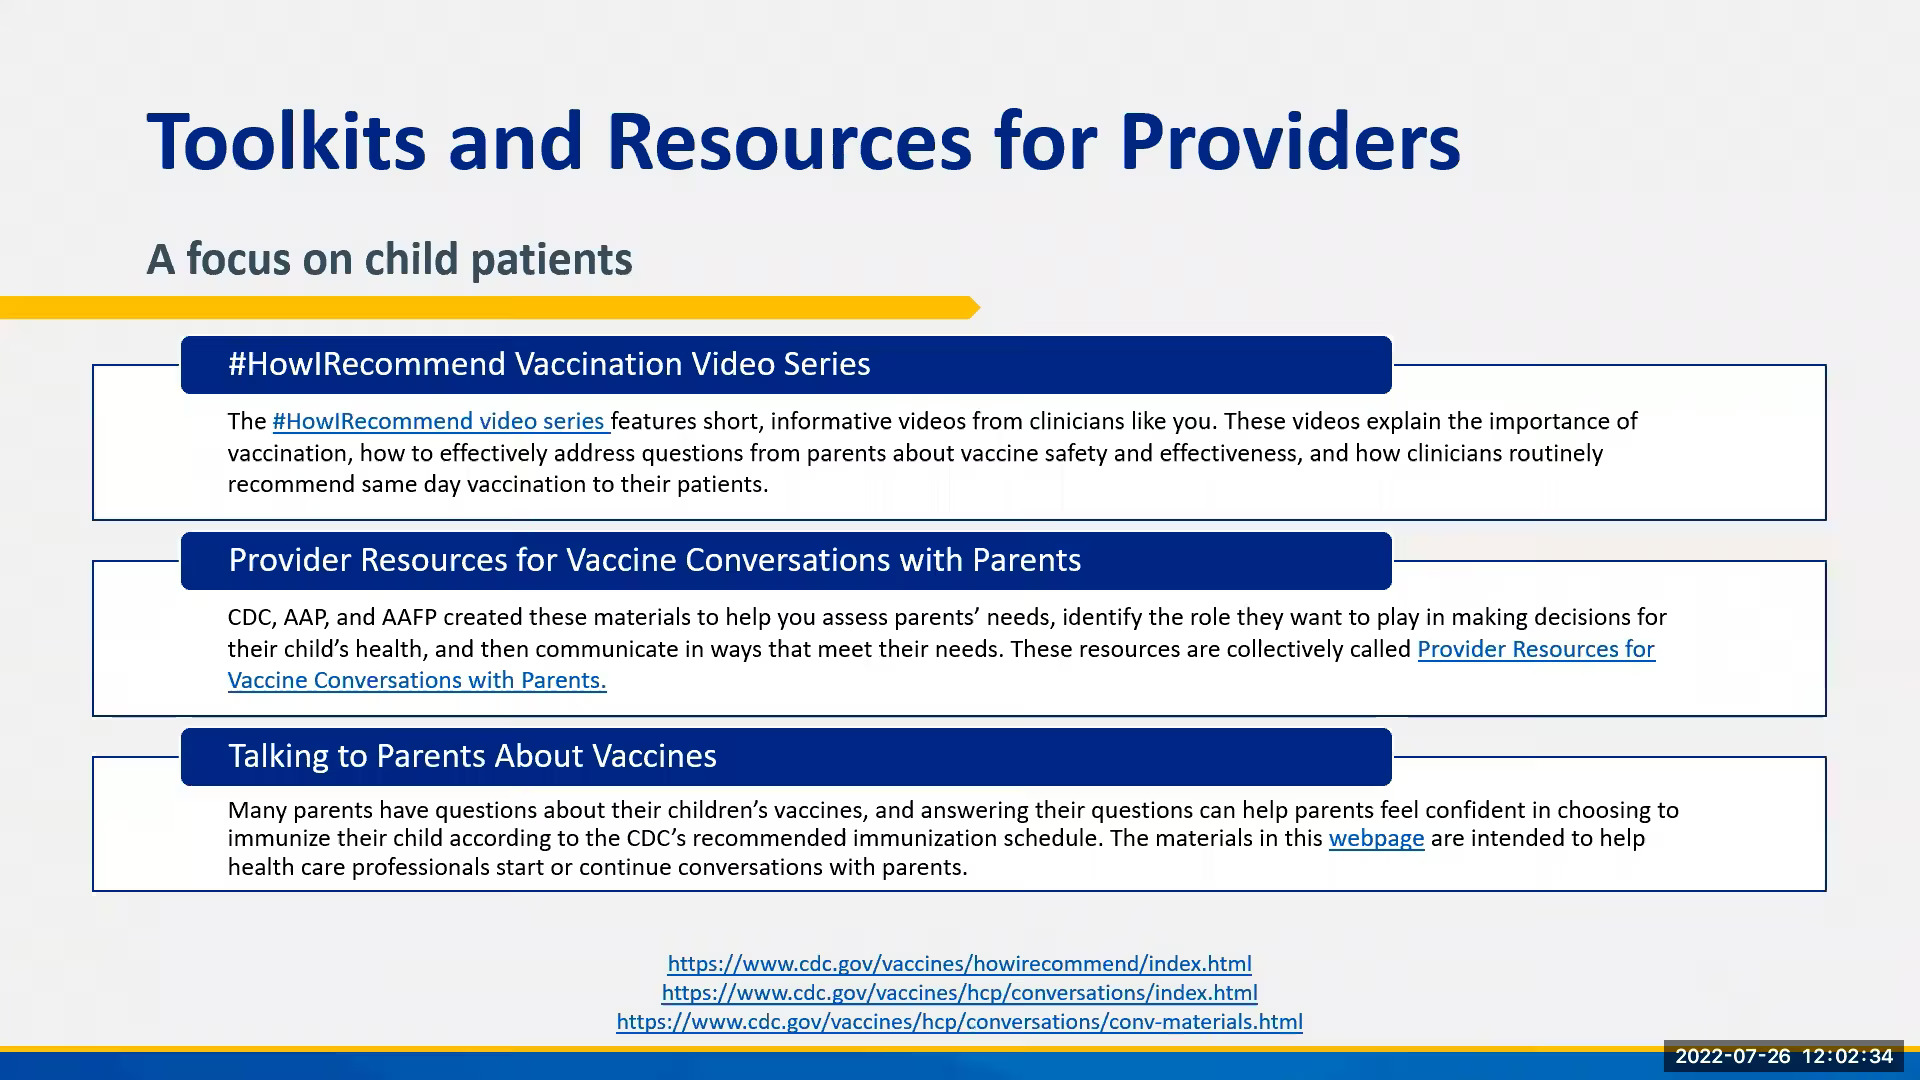 Toolkits and Resources for Providers
A focus on child patients
#HowIRecommend Vaccination Video Series
The #HowIRecommend video series features short, informative videos from clinicians like you. These videos explain the importance of
vaccination, how to effectively address questions from parents about vaccine safety and effectiveness, and how clinicians routinely
recommend same day vaccination to their patients.
Provider Resources for Vaccine Conversations with Parents
CDC, AAP, and AAFP created these materials to help you assess parents’ needs, identify the role they want to play in making decisions for
their child’s health, and then communicate in ways that meet their needs. These resources are collectively called Provider Resources for
Vaccine Conversations with Parents.
Talking to Parents About Vaccines
Many parents have questions about their children’s vaccines, and answering their questions can help parents feel confident in choosing to
immunize their child according to the CDC’s recommended immunization schedule. The materials in this webpage are intended to help
health care professionals start or continue conversations with parents.
https://www.cdc.gov/vaccines/howirecommend/index.html
https://www.cdc.gov/vaccines/hcp/conversations/index.html
https://www.cdc.gov/vaccines/hcp/conversations/conv-materials.html
2022-07-26 12:02:34